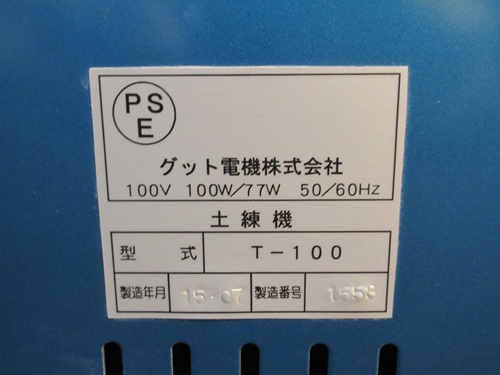 PS
E
グット電機株式会社
100V 100W/77W 50/60Hz
土練機
型式 T-100
製造年月 15・07 製造番号 1558